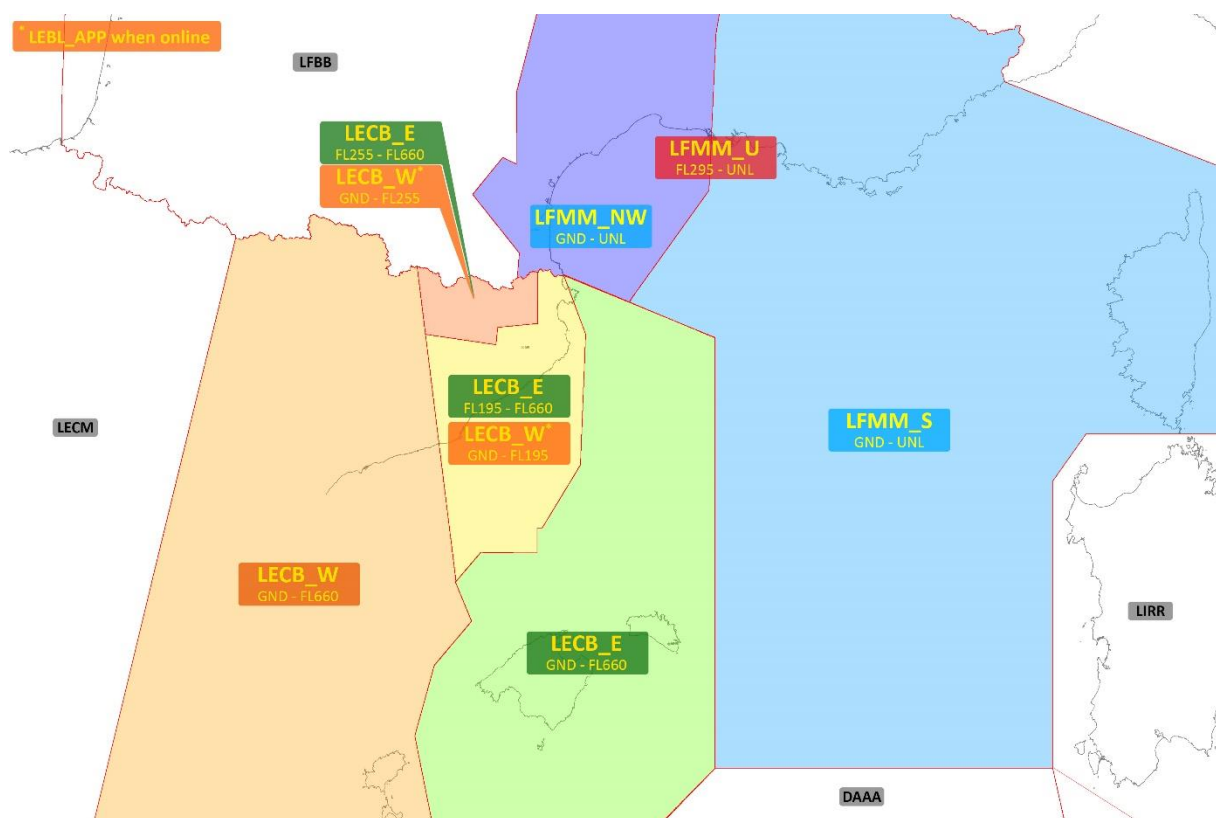 * LEBL_APP when online
LFBB
LECB_E
FL255 - FL660
LECB_W*
GND - FL255
LFMM_U
FL295 - UNL
LFMM_NW
GND - UNL
LECB_E
FL195 - FL660
LECB_W*
GND - FL195
LECM
LFMM_S
GND - UNL
LECB_W
GND - FL660
LIRR
LECB_E
GND - FL660
DAAA